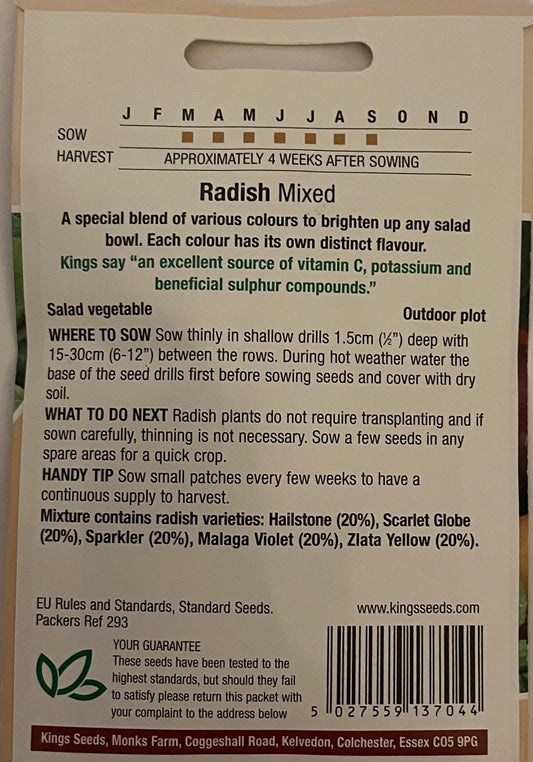 J F M A M J J A S O N D
SOW
HARVEST APPROXIMATELY 4 WEEKS AFTER SOWING
Radish Mixed
A special blend of various colours to brighten up any salad
bowl. Each colour has its own distinct flavour.
Kings say “an excellent source of vitamin C, potassium and
beneficial sulphur compounds.”
Salad vegetable Outdoor plot
WHERE TO SOW Sow thinly in shallow drills 1.5cm (½”) deep with
15-30cm (6-12”) between the rows. During hot weather water the
base of the seed drills first before sowing seeds and cover with dry
soil.
WHAT TO DO NEXT Radish plants do not require transplanting and if
sown carefully, thinning is not necessary. Sow a few seeds in any
spare areas for a quick crop.
HANDY TIP Sow small patches every few weeks to have a
continuous supply to harvest.
Mixture contains radish varieties: Hailstone (20%), Scarlet Globe
(20%), Sparkler (20%), Malaga Violet (20%), Zlata Yellow (20%).
EU Rules and Standards, Standard Seeds.
Packers Ref 293
www.kingsseeds.com
YOUR GUARANTEE
These seeds have been tested to the
highest standards, but should they fail
to satisfy please return this packet with
your complaint to the address below
5 027559 137044
Kings Seeds, Monks Farm, Coggeshall Road, Kelvedon, Colchester, Essex CO5 9PG